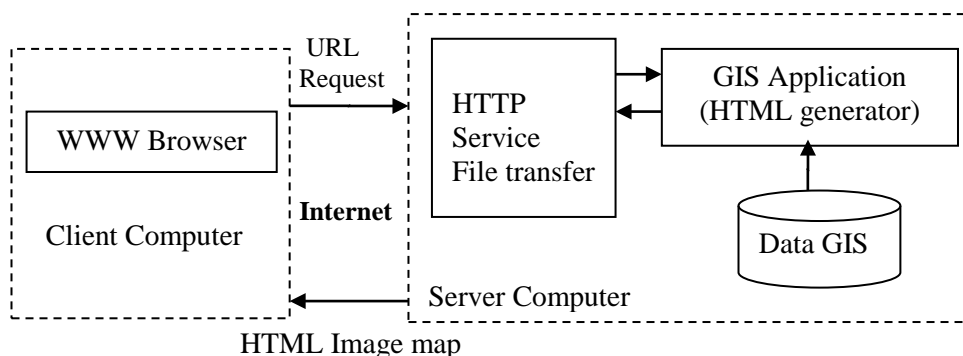 URL
Request
WWW Browser
Client Computer
Internet
HTML Image map
HTTP
Service
File transfer
GIS Application
(HTML generator)
Data GIS
Server Computer